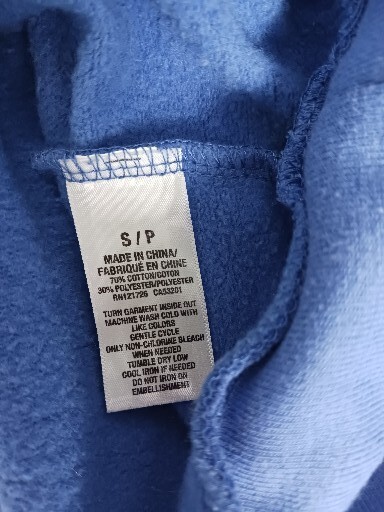 S / P
MADE IN CHINA/
FABRIQUÉ EN CHINE
70% COTTON/COTON
30% POLYESTER/POLYESTER
RN121726 CA53201
TURN GARMENT INSIDE OUT
MACHINE WASH COLD WITH
LIKE COLORS
GENTLE CYCLE
ONLY NON-CHLORINE BLEACH
WHEN NEEDED
TUMBLE DRY LOW
COOL IRON IF NEEDED
DO NOT IRON ON
EMBELLISHMENT